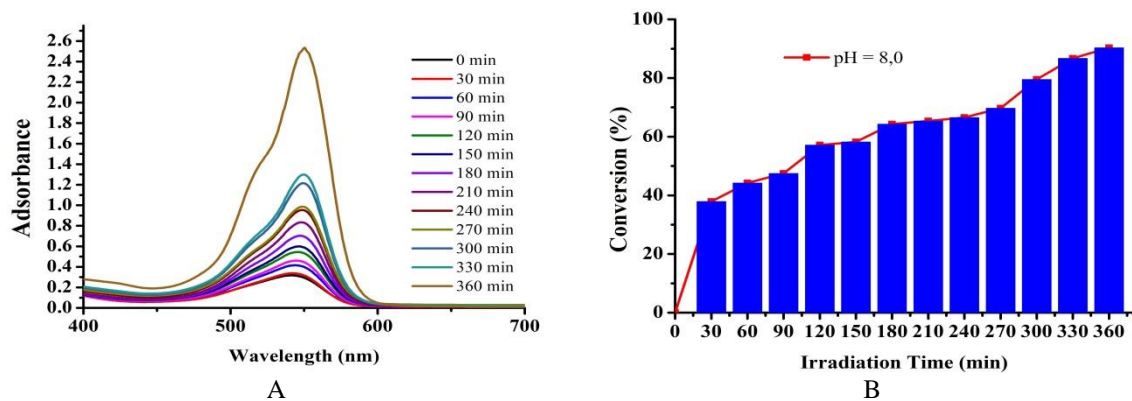 2.6
2.4
2.2
2.0
1.8
1.6
1.4
1.2
1.0
0.8
0.6
0.4
0.2
0.0
Adsorbance
400
500
600
700
Wavelength (nm)
0 min
30 min
60 min
90 min
120 min
150 min
180 min
210 min
240 min
270 min
300 min
330 min
360 min
A
100
80
60
40
20
0
Conversion (%)
pH = 8,0
0 30 60 90 120 150 180 210 240 270 300 330 360
Irradiation Time (min)
B